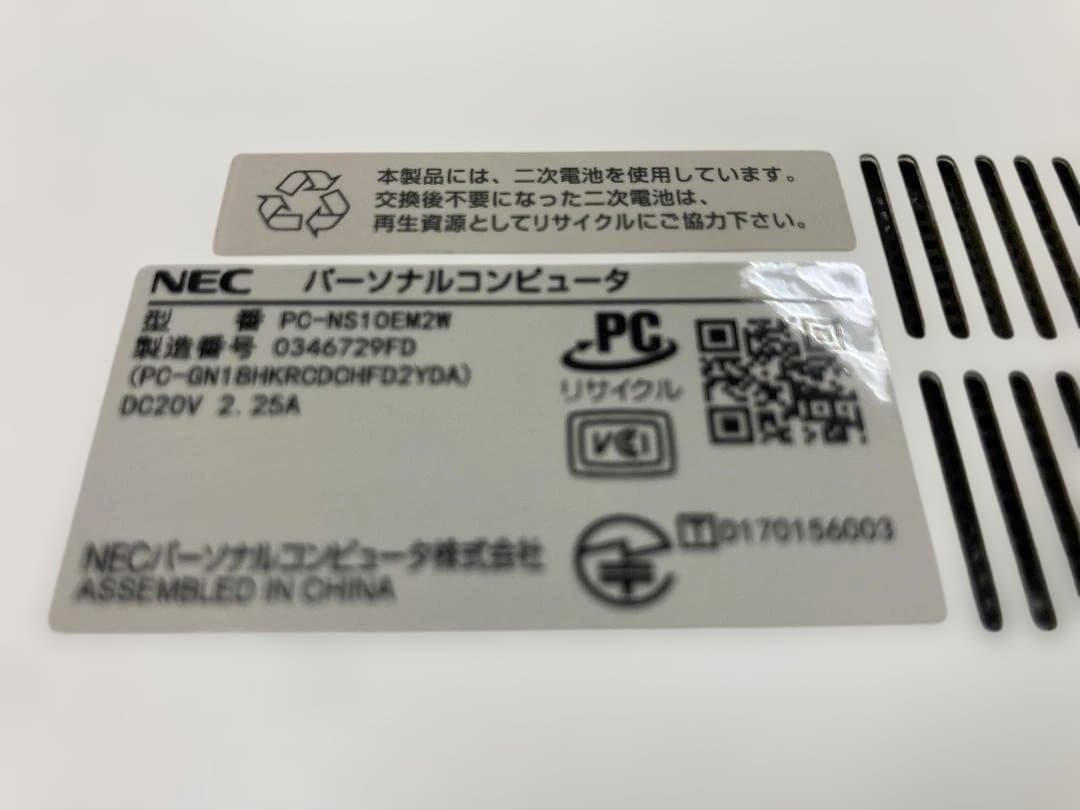 本製品には、二次電池を使用しています。
交換後不要になった二次電池は、
再生資源としてリサイクルにご協力下さい。
NEC パーソナルコンピュータ
型 番 PC-NS10EM2W
製造番号 0346729FD
(PC-GN18HKRCDCHFD2YDA)
DC20V 2.25A
PC
リサイクル
VCI
T D170156003
NECパーソナルコンピュータ株式会社
ASSEMBLED IN CHINA